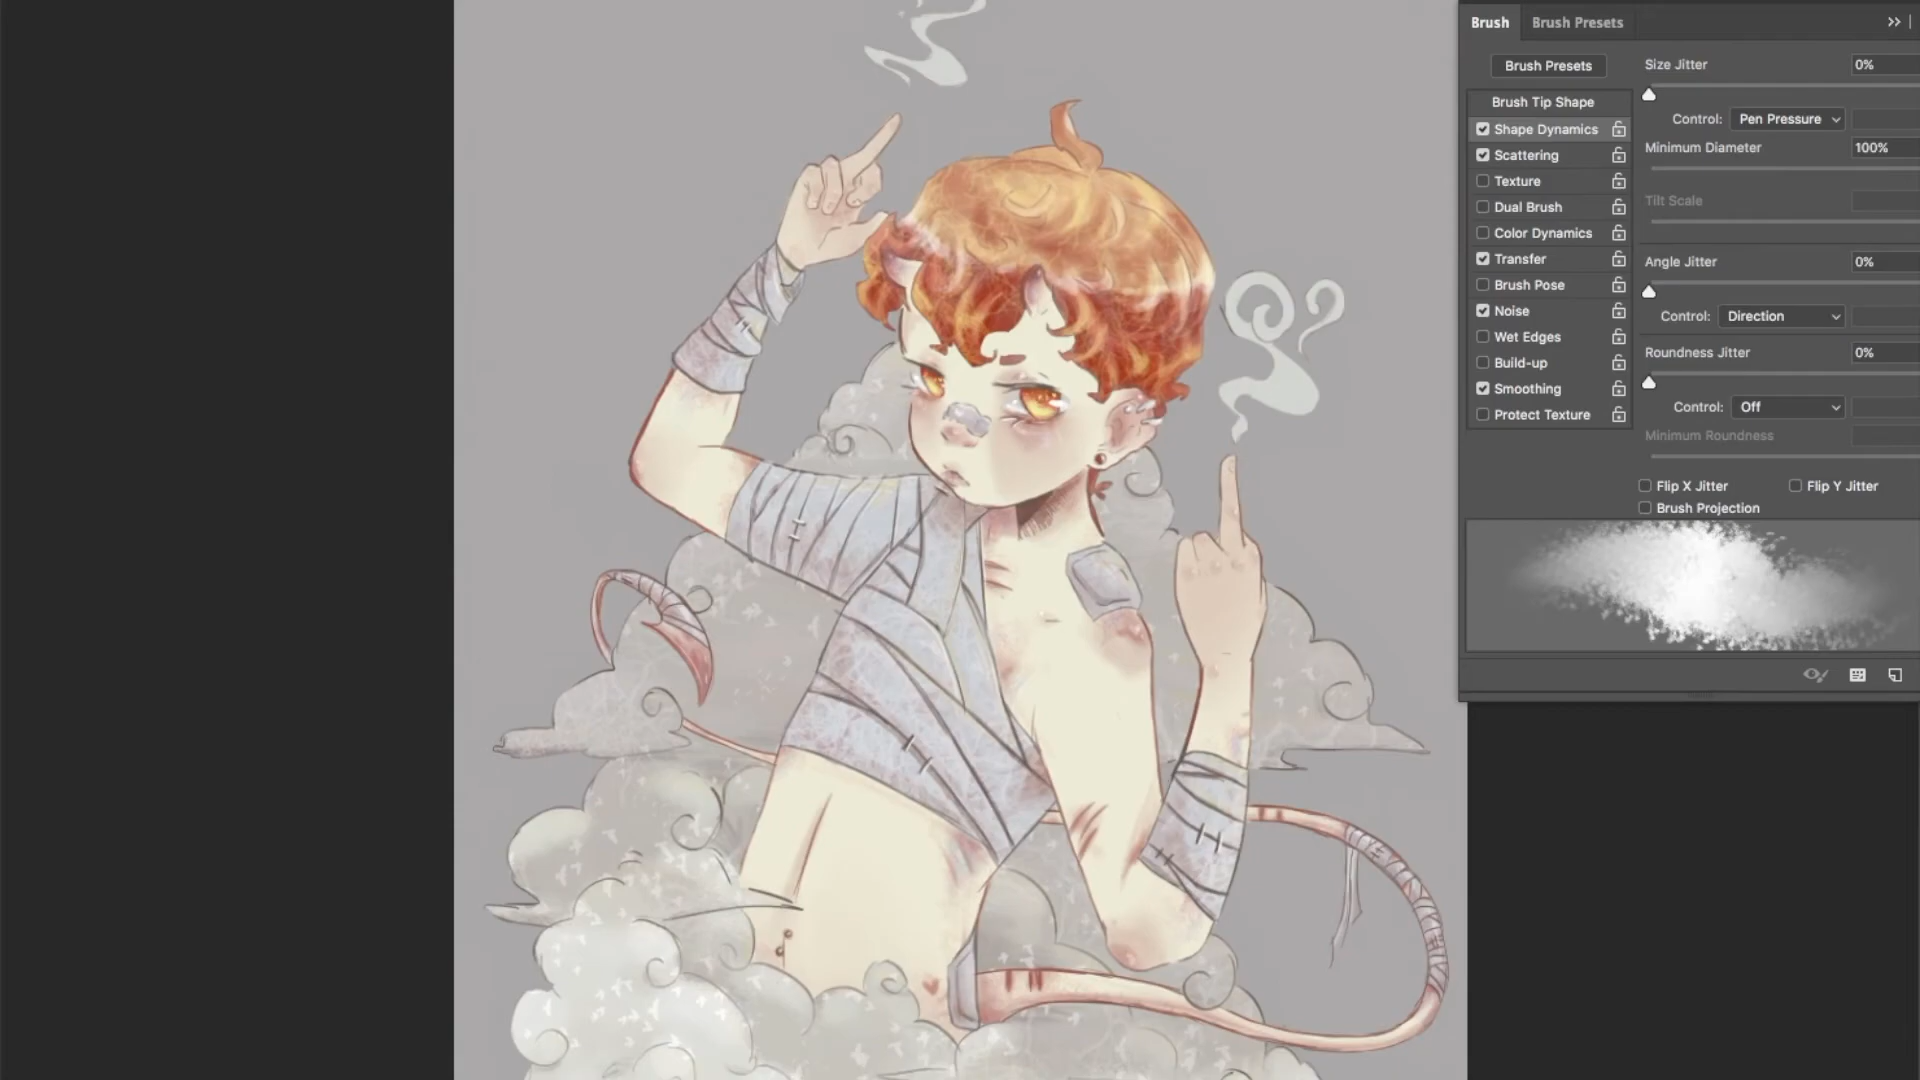 Brush Brush Presets
Brush Presets
Brush Tip Shape
Shape Dynamics
Scattering
Texture
Dual Brush
Color Dynamics
Transfer
Brush Pose
Noise
Wet Edges
Build-up
Smoothing
Protect Texture
Size Jitter 0%
Control: Pen Pressure
Minimum Diameter 100%
Tilt Scale
Angle Jitter 0%
Control: Direction
Roundness Jitter 0%
Control: Off
Minimum Roundness
Flip X Jitter Flip Y Jitter
Brush Projection